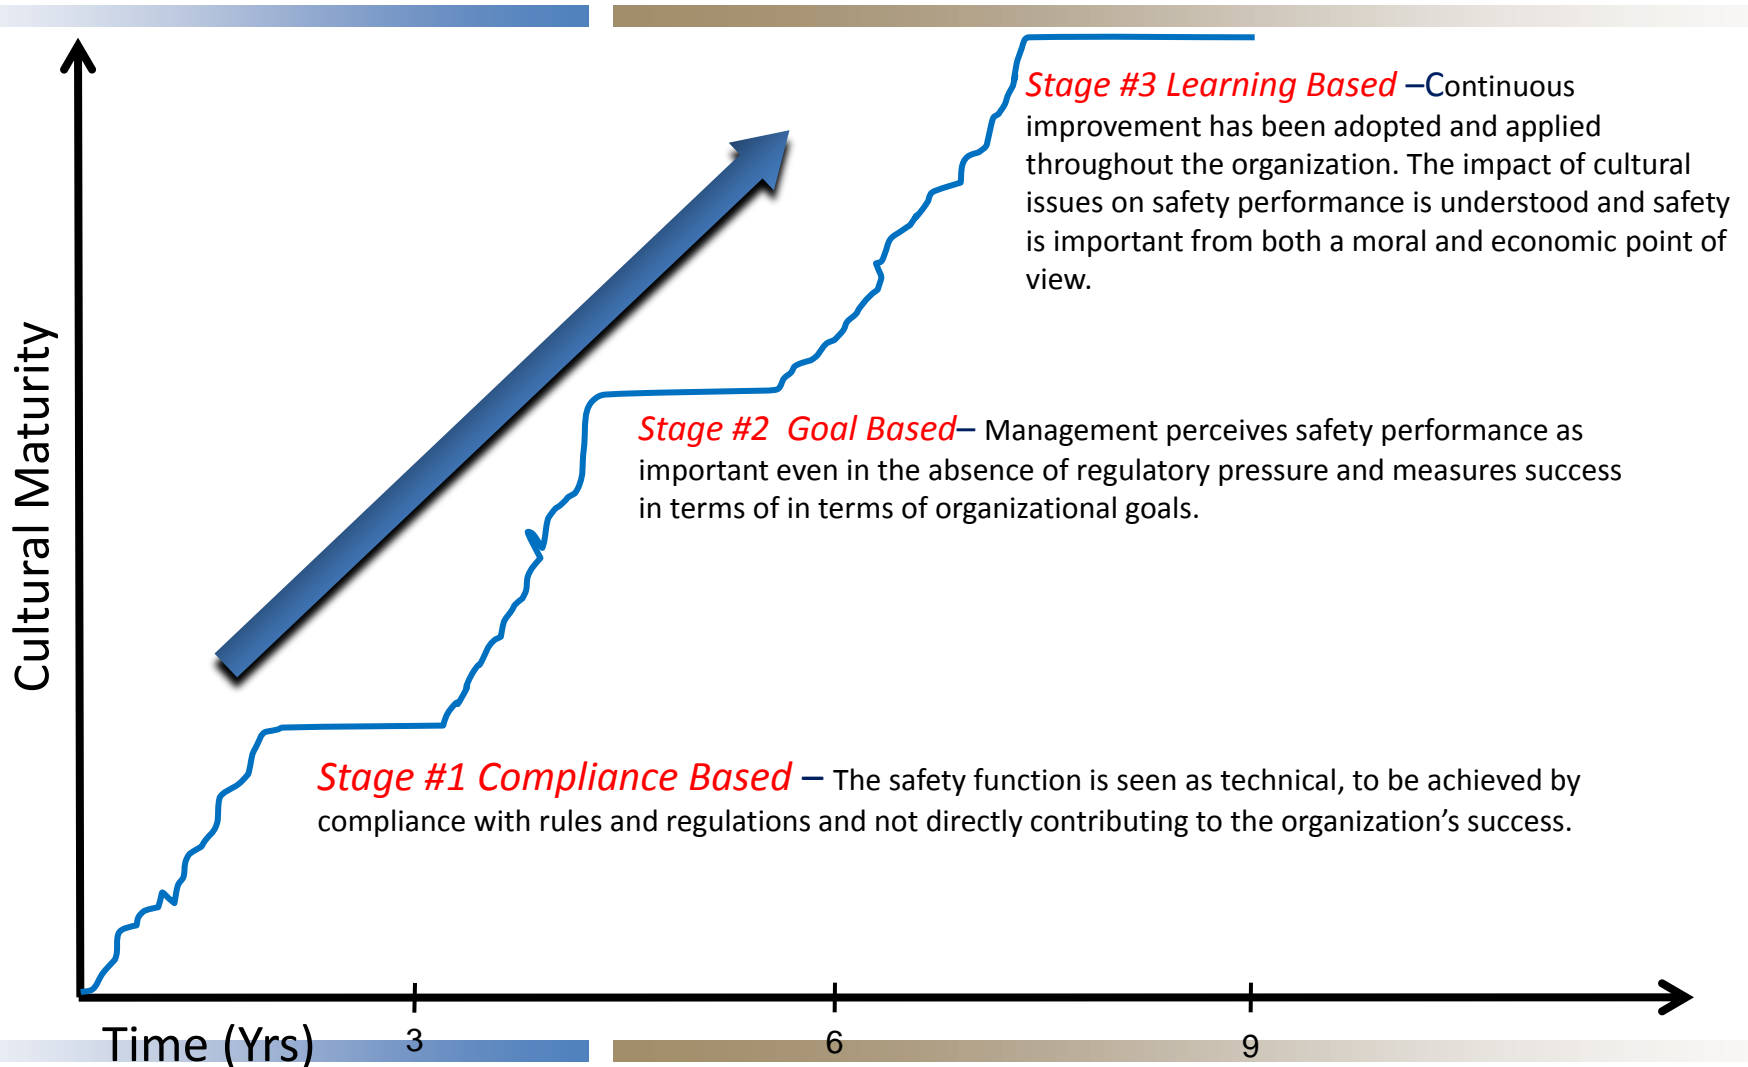 Stage #3 Learning Based –Continuous
improvement has been adopted and applied
throughout the organization. The impact of cultural
issues on safety performance is understood and safety
is important from both a moral and economic point of
view.
Cultural Maturity
Stage #2  Goal Based– Management perceives safety performance as
important even in the absence of regulatory pressure and measures success
in terms of in terms of organizational goals.
Stage #1 Compliance Based – The safety function is seen as technical, to be achieved by
compliance with rules and regulations and not directly contributing to the organization’s success.
Time (Yrs) 3 6 9